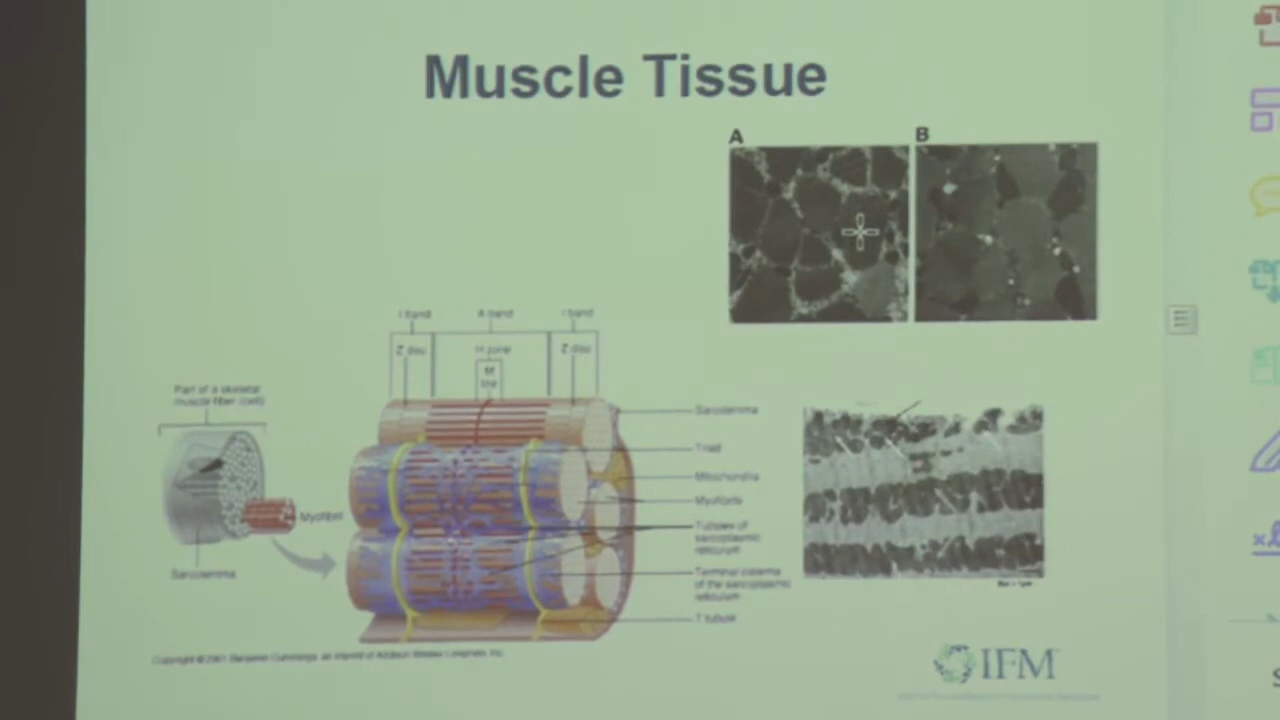 Muscle Tissue
A
B
I band
A band
I band
Z disc
H zone
Z disc
M
line
Part of a skeletal
muscle fiber (cell)
Sarcolemma
Triad
Mitochondria
Myofibrils
Myofibril
Tubules of
sarcoplasmic
reticulum
Sarcolemma
Terminal cisterna
of the sarcoplasmic
reticulum
T tubule
Copyright © 2001 Benjamin Cummings, an imprint of Addison Wesley Longman, Inc.
IFM